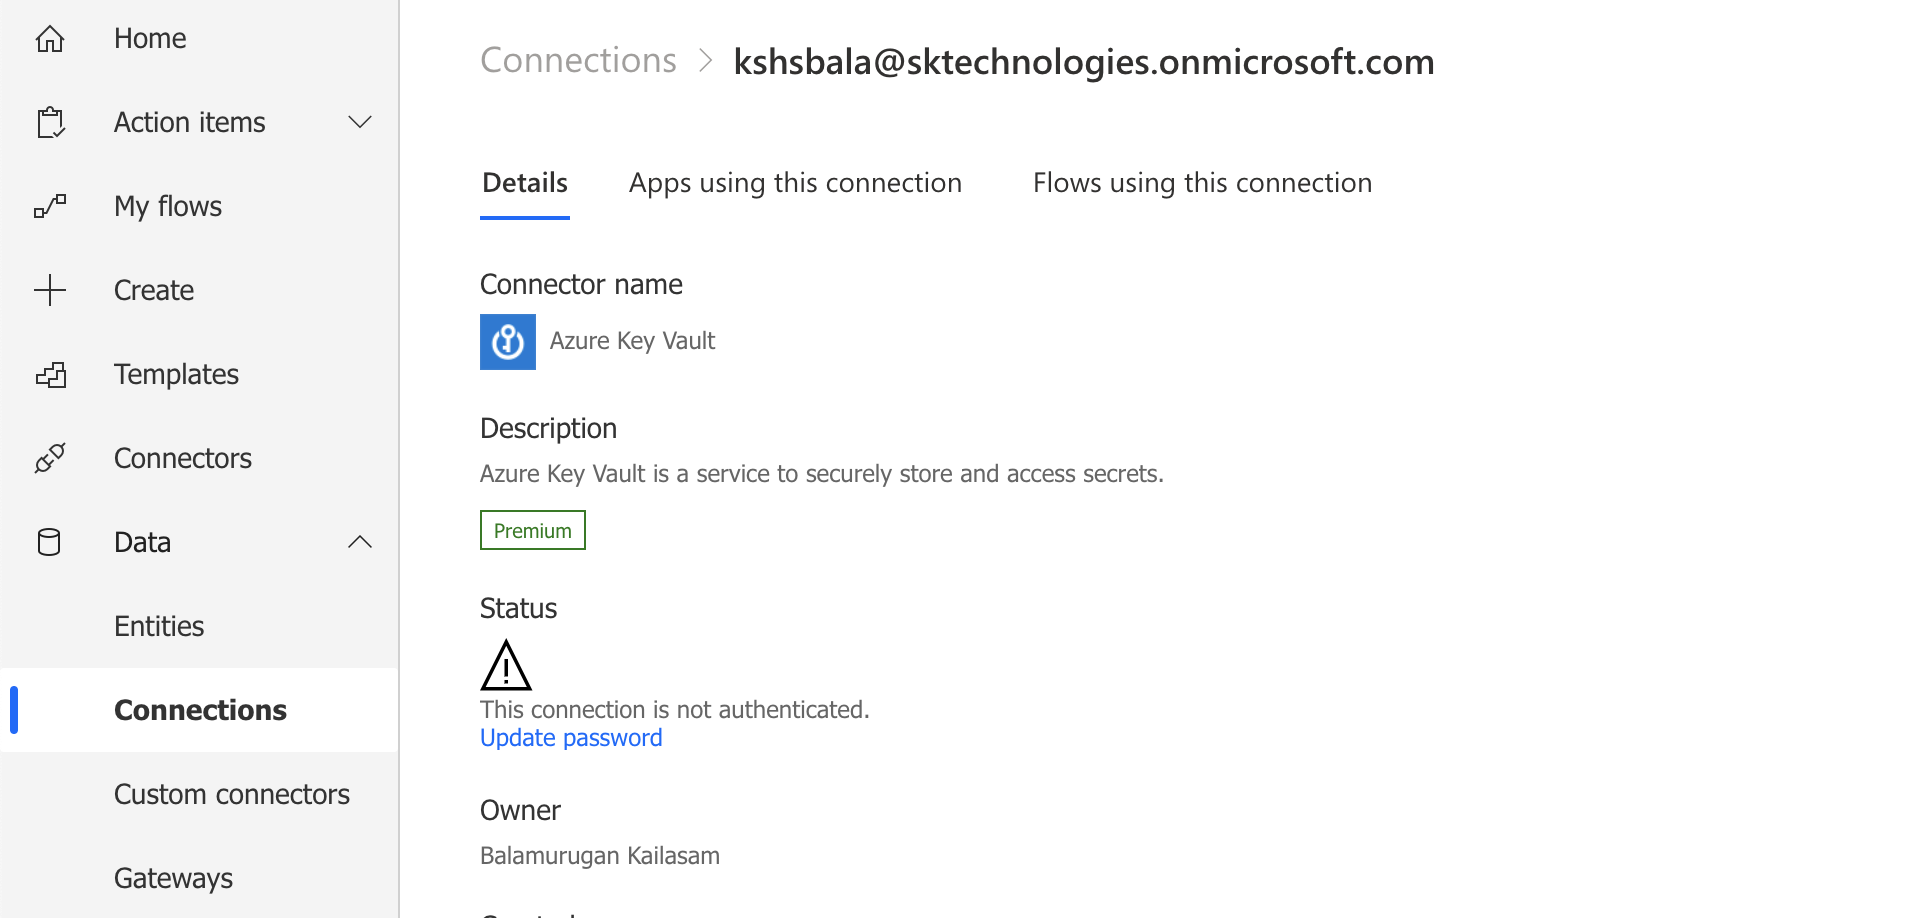 Home
Action items
My flows
Create
Templates
Connectors
Data
Entities
Connections
Custom connectors
Gateways
Connections > kshsbala@sktechnologies.onmicrosoft.com
Details Apps using this connection Flows using this connection
Connector name
Azure Key Vault
Description
Azure Key Vault is a service to securely store and access secrets.
Premium
Status
This connection is not authenticated.
Update password
Owner
Balamurugan Kailasam